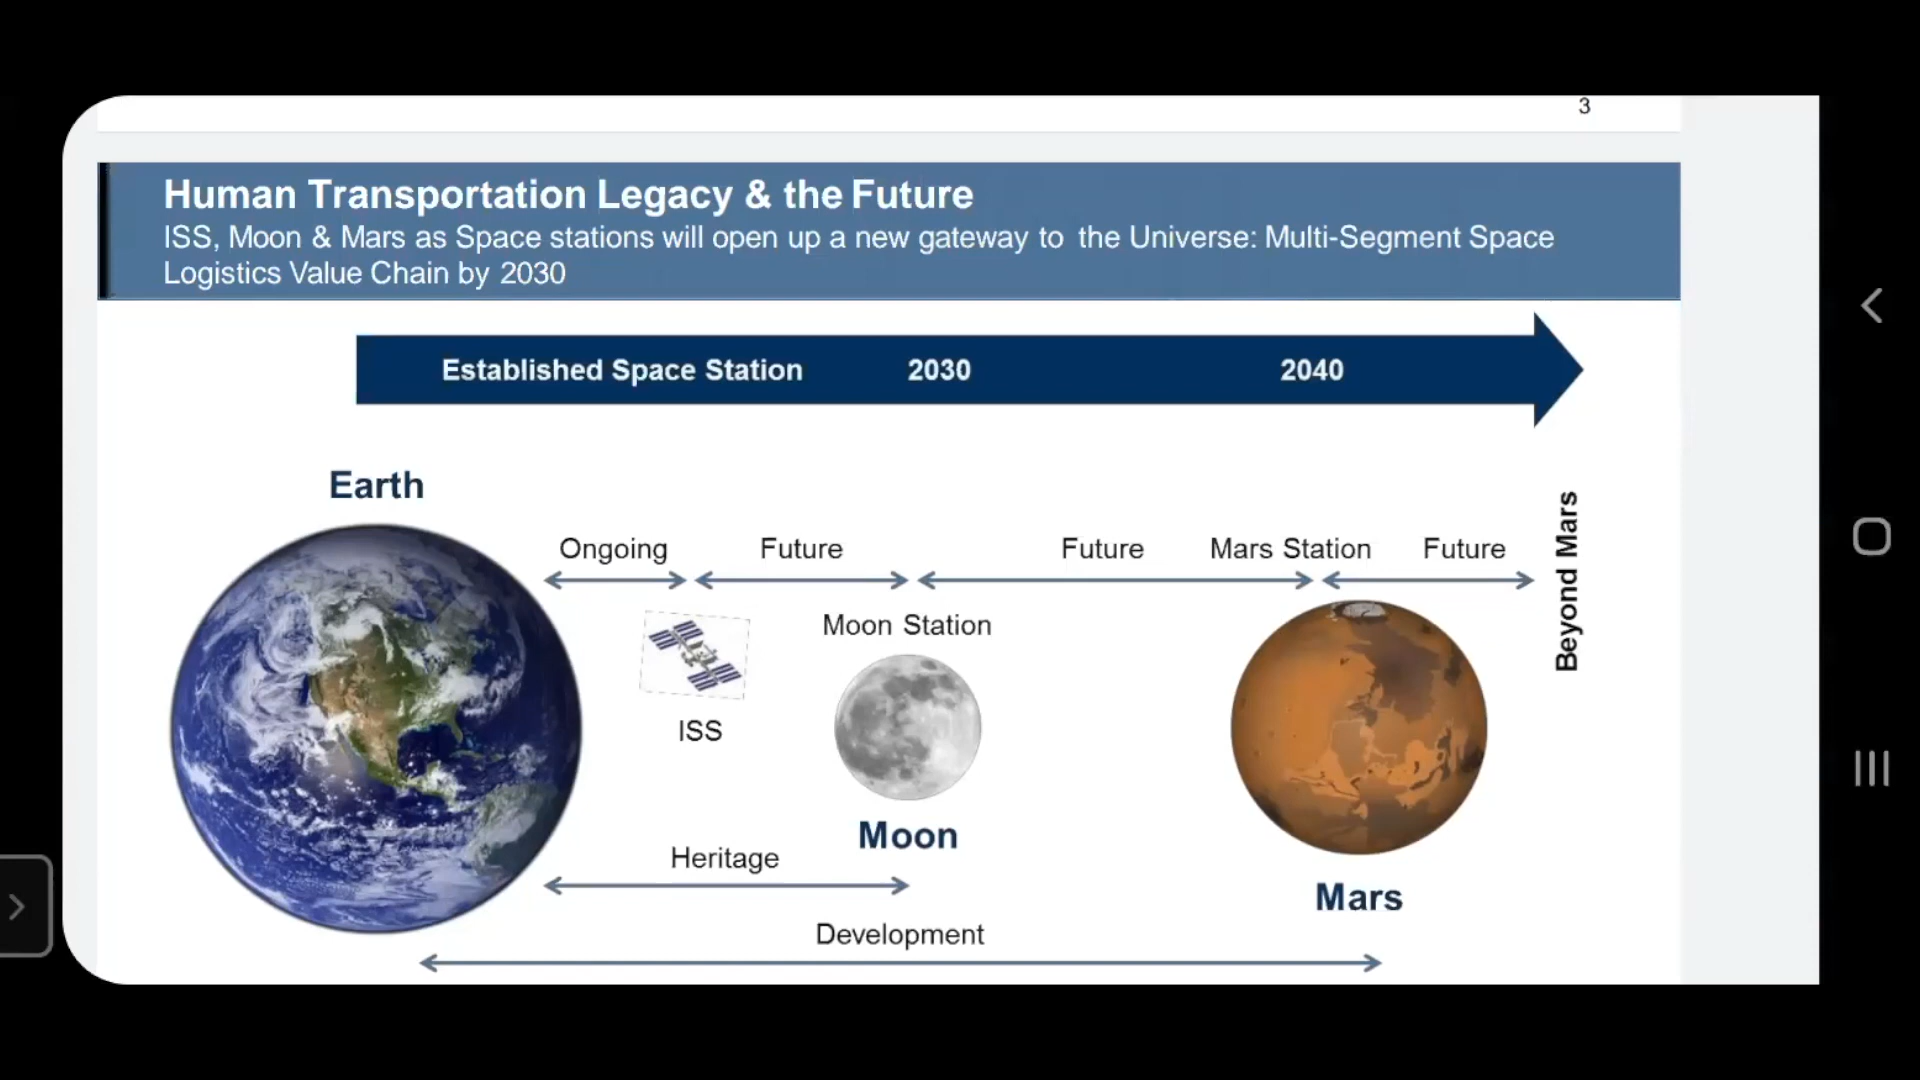 3
Human Transportation Legacy & the Future
ISS, Moon & Mars as Space stations will open up a new gateway to the Universe: Multi-Segment Space
Logistics Value Chain by 2030
Established Space Station 2030 2040
Earth
Ongoing Future Future Mars Station Future
Beyond Mars
Moon Station
ISS
Moon
Heritage
Mars
Development